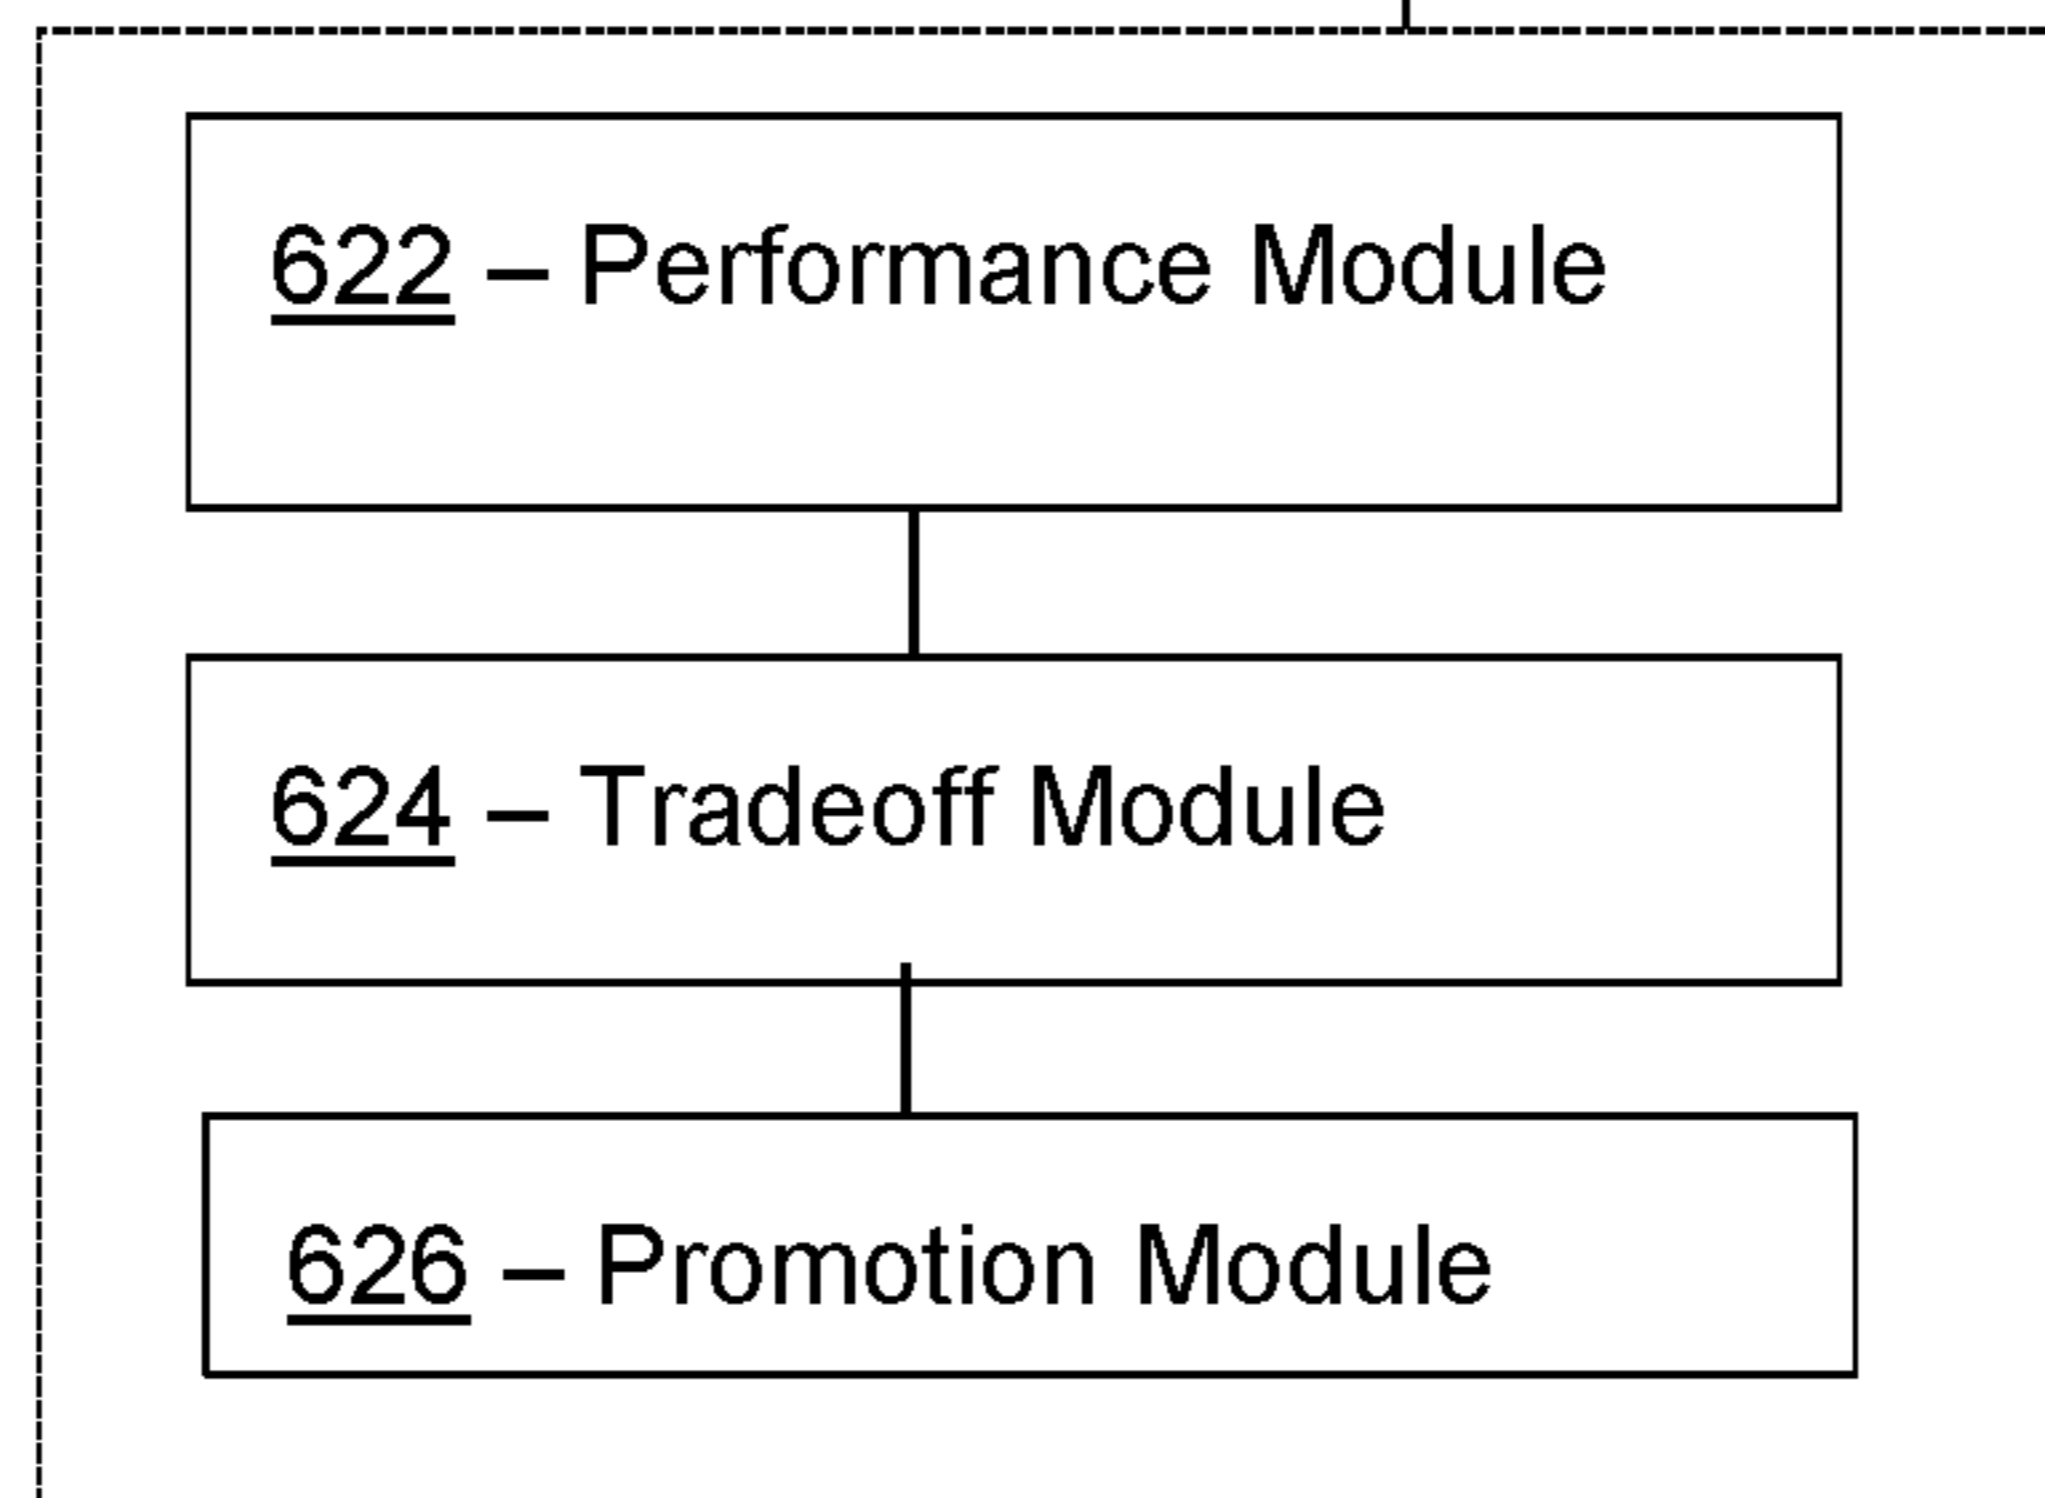 622 – Performance Module
624 – Tradeoff Module
626 – Promotion Module